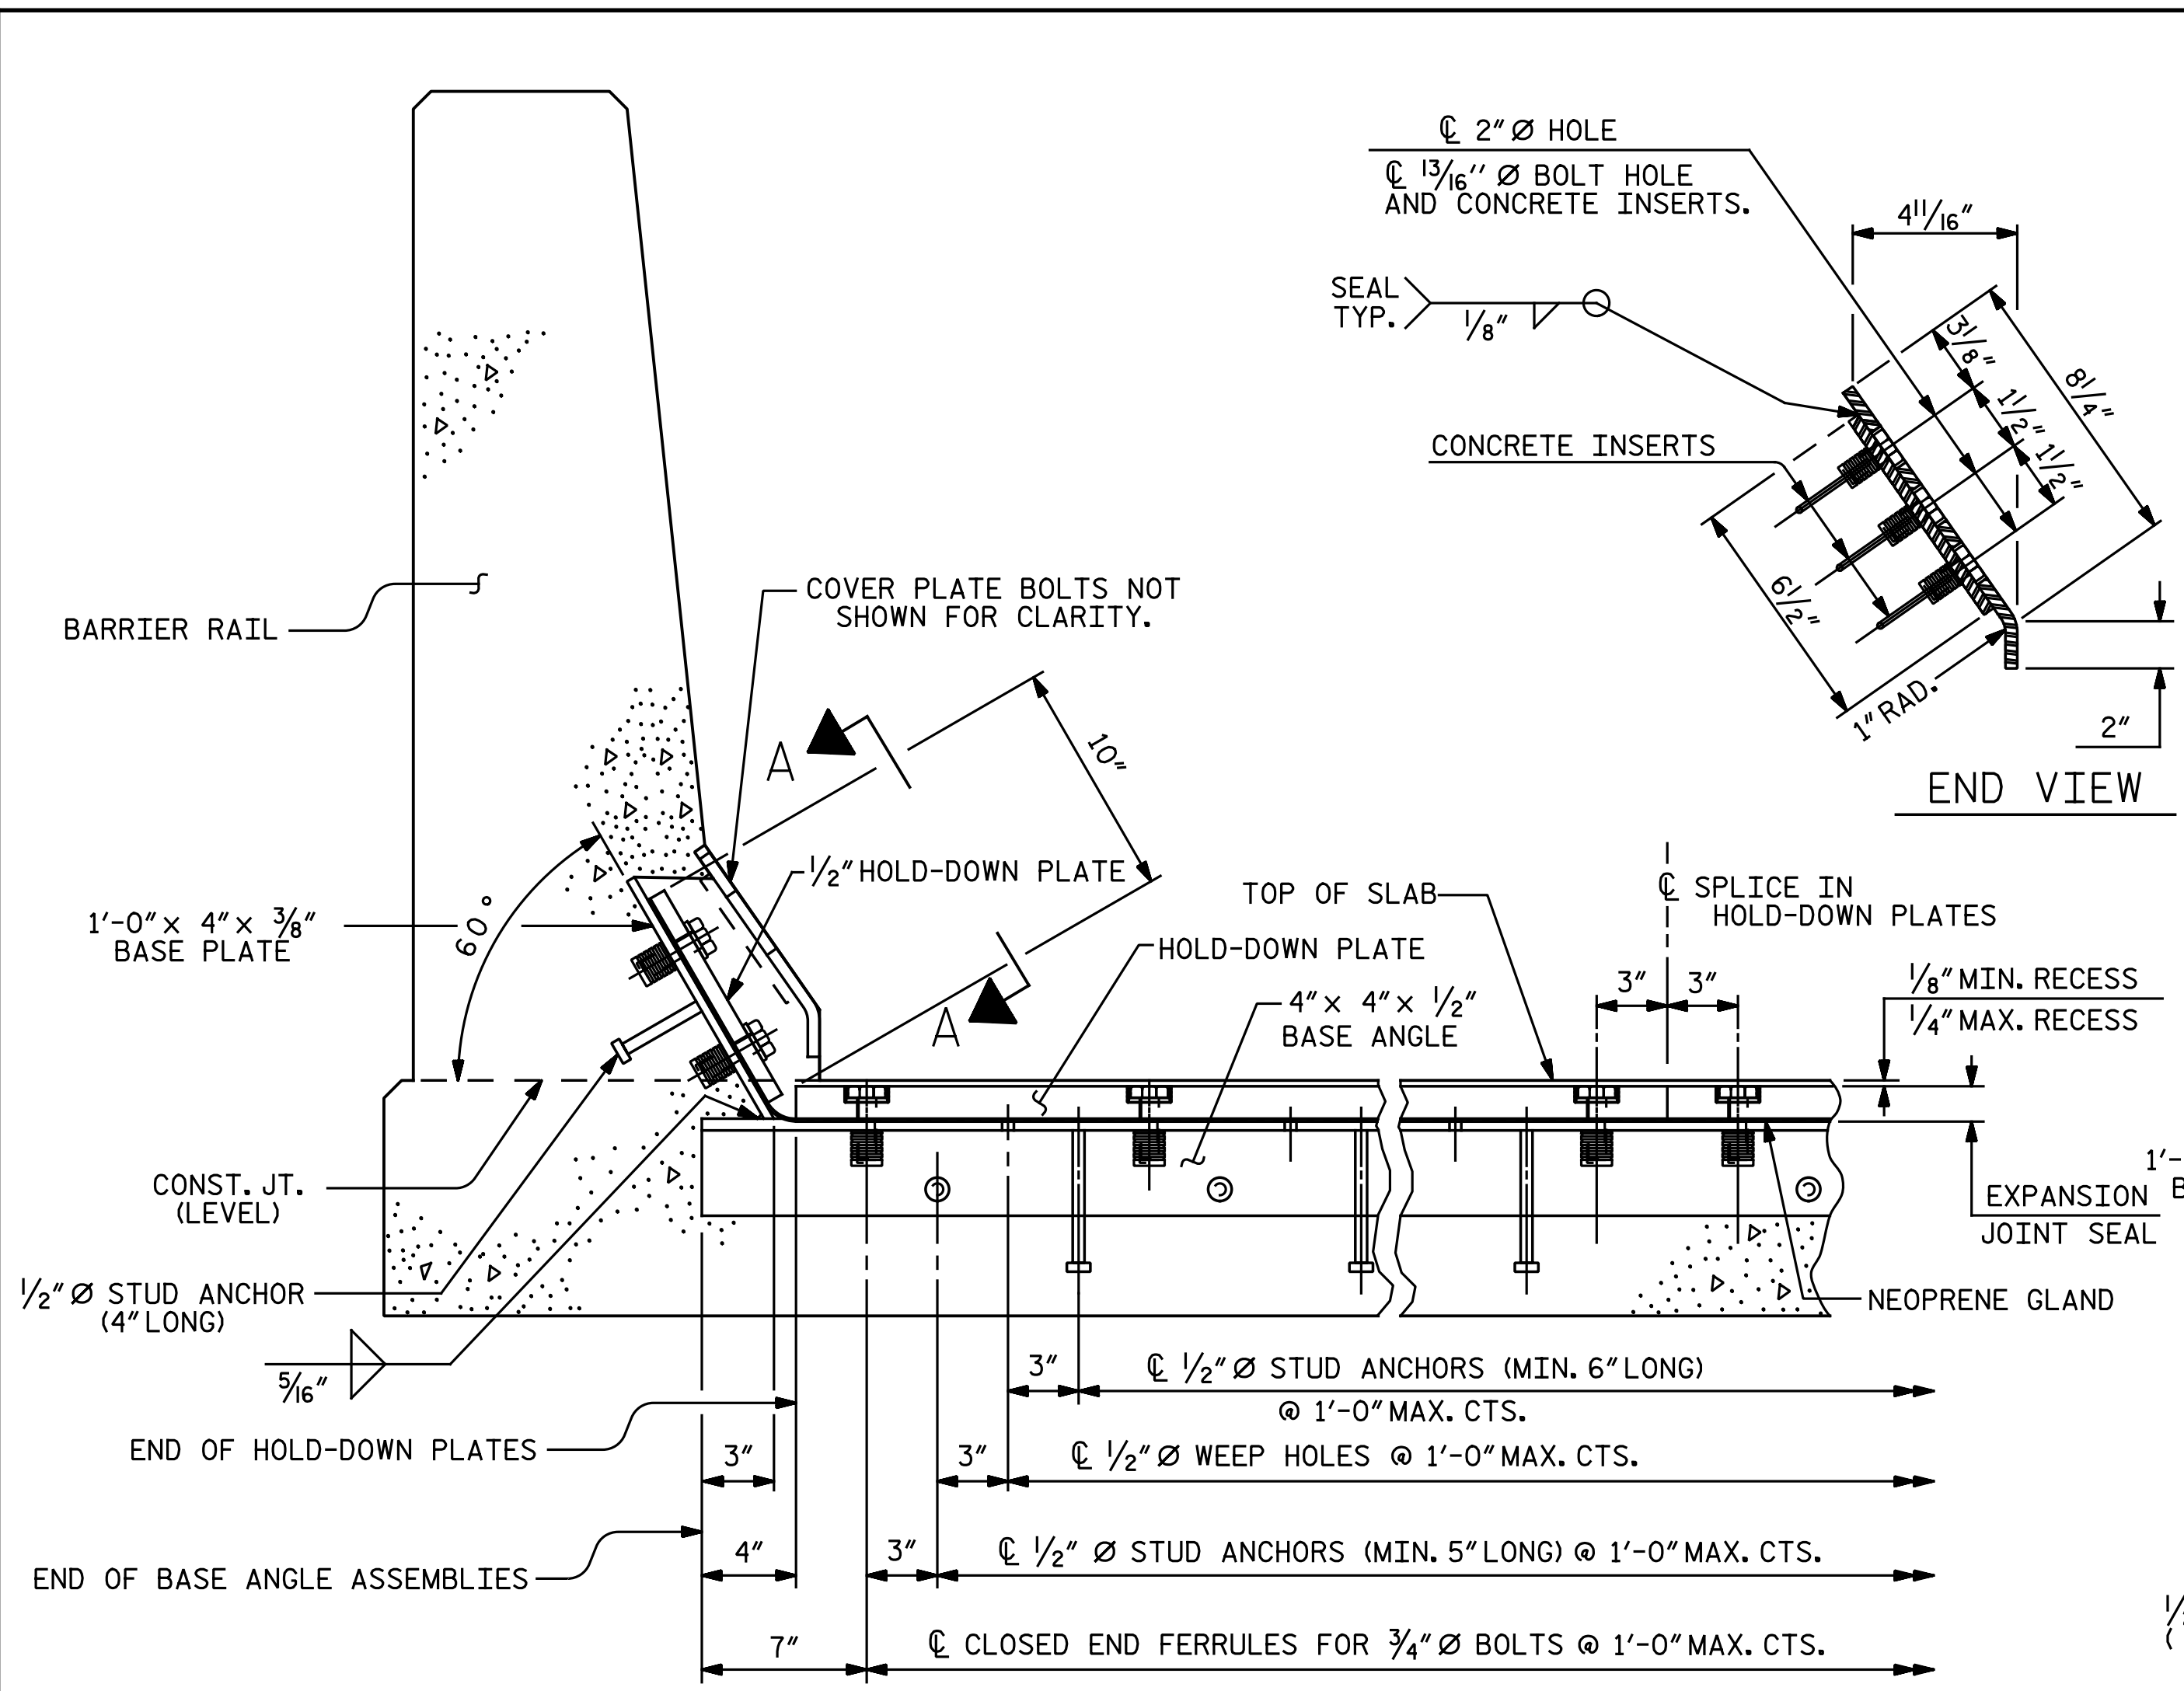 ℄ 2"Ø HOLE
℄ 13/16"Ø BOLT HOLE
AND CONCRETE INSERTS.
4 11/16"
SEAL
TYP.
1/8"
3 1/8"
8 1/4"
1 1/2"
1 1/2"
CONCRETE INSERTS
6 1/2"
1" RAD.
2"
END VIEW
COVER PLATE BOLTS NOT
SHOWN FOR CLARITY.
BARRIER RAIL
A
10"
1/2" HOLD-DOWN PLATE
TOP OF SLAB
℄ SPLICE IN
HOLD-DOWN PLATES
1'-0" x 4" x 3/8"
BASE PLATE
60°
HOLD-DOWN PLATE
3"
3"
1/8" MIN. RECESS
1/4" MAX. RECESS
4" x 4" x 1/2"
BASE ANGLE
A
CONST. JT.
(LEVEL)
EXPANSION
JOINT SEAL
1'-
1/2"Ø STUD ANCHOR
(4" LONG)
NEOPRENE GLAND
5/16"
3"
℄ 1/2"Ø STUD ANCHORS (MIN. 6" LONG)
@ 1'-0" MAX. CTS.
END OF HOLD-DOWN PLATES
3"
3"
℄ 1/2"Ø WEEP HOLES @ 1'-0" MAX. CTS.
END OF BASE ANGLE ASSEMBLIES
4"
3"
℄ 1/2" Ø STUD ANCHORS (MIN. 5" LONG) @ 1'-0" MAX. CTS.
7"
℄ CLOSED END FERRULES FOR 3/4"Ø BOLTS @ 1'-0" MAX. CTS.